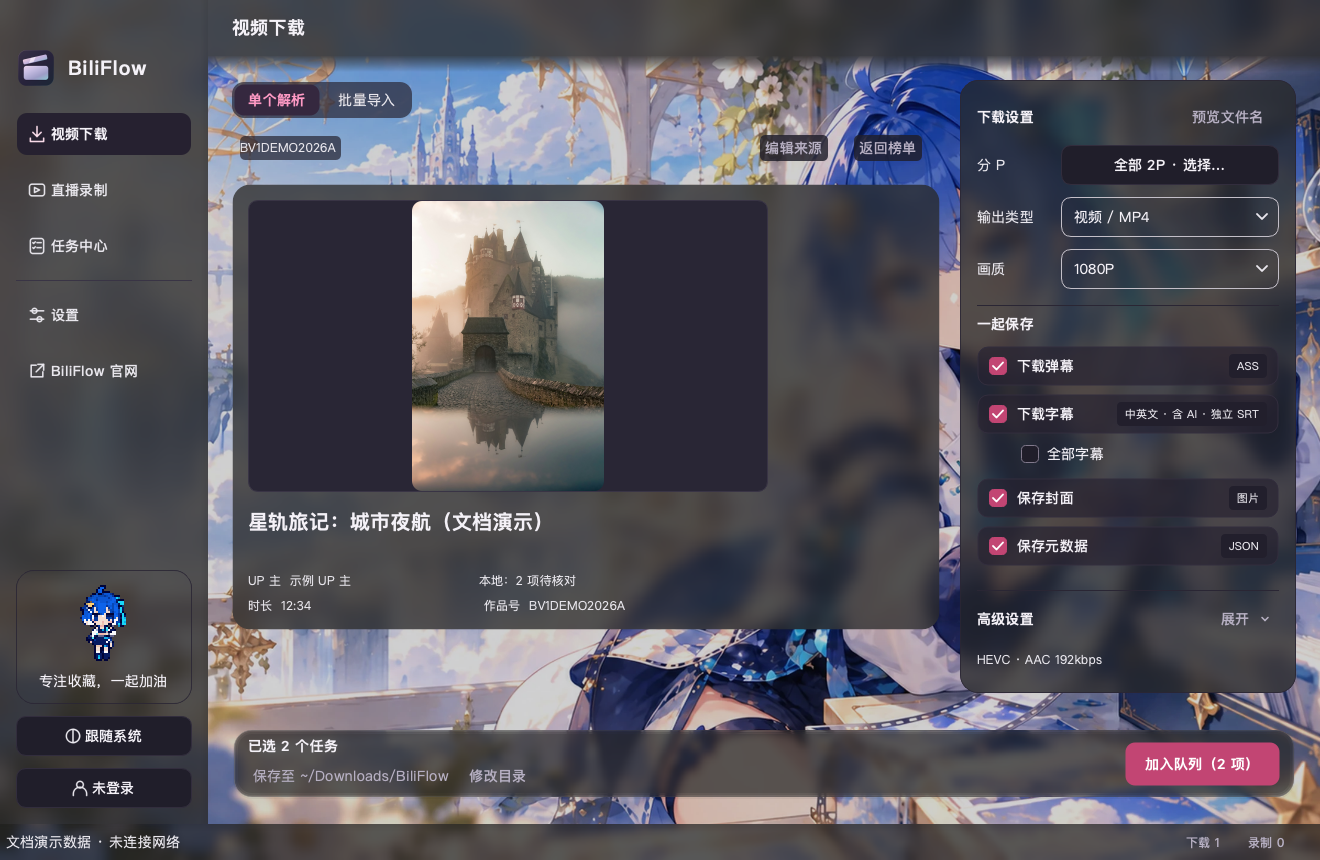 视频下载
BiliFlow
视频下载
直播录制
任务中心
设置
BiliFlow 官网
专注收藏，一起加油
跟随系统
未登录
单个解析
批量导入
BV1DEMO2026A
编辑来源
返回榜单
星轨旅记：城市夜航（文档演示）
UP 主 示例 UP 主
本地：2 项待核对
时长 12:34
作品号 BV1DEMO2026A
下载设置
预览文件名
分 P
全部 2P · 选择...
输出类型
视频 / MP4
画质
1080P
一起保存
下载弹幕
ASS
下载字幕
中英文 · 含 AI · 独立 SRT
全部字幕
保存封面
图片
保存元数据
JSON
高级设置
展开
HEVC · AAC 192kbps
已选 2 个任务
保存至 ~/Downloads/BiliFlow
修改目录
加入队列（2 项）
文档演示数据 · 未连接网络
下载 1
录制 0